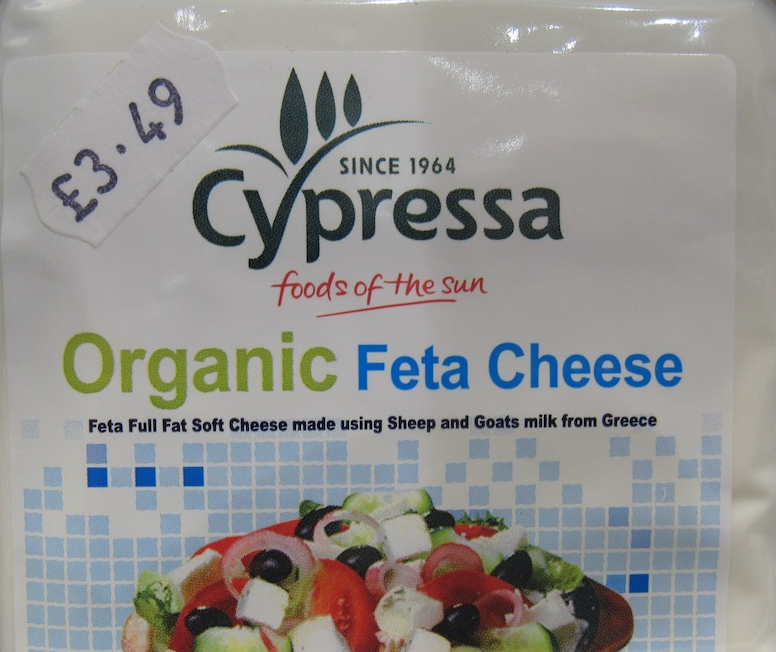 £3.49
SINCE 1964
Cypressa
foods of the sun
Organic Feta Cheese
Feta Full Fat Soft Cheese made using Sheep and Goats milk from Greece